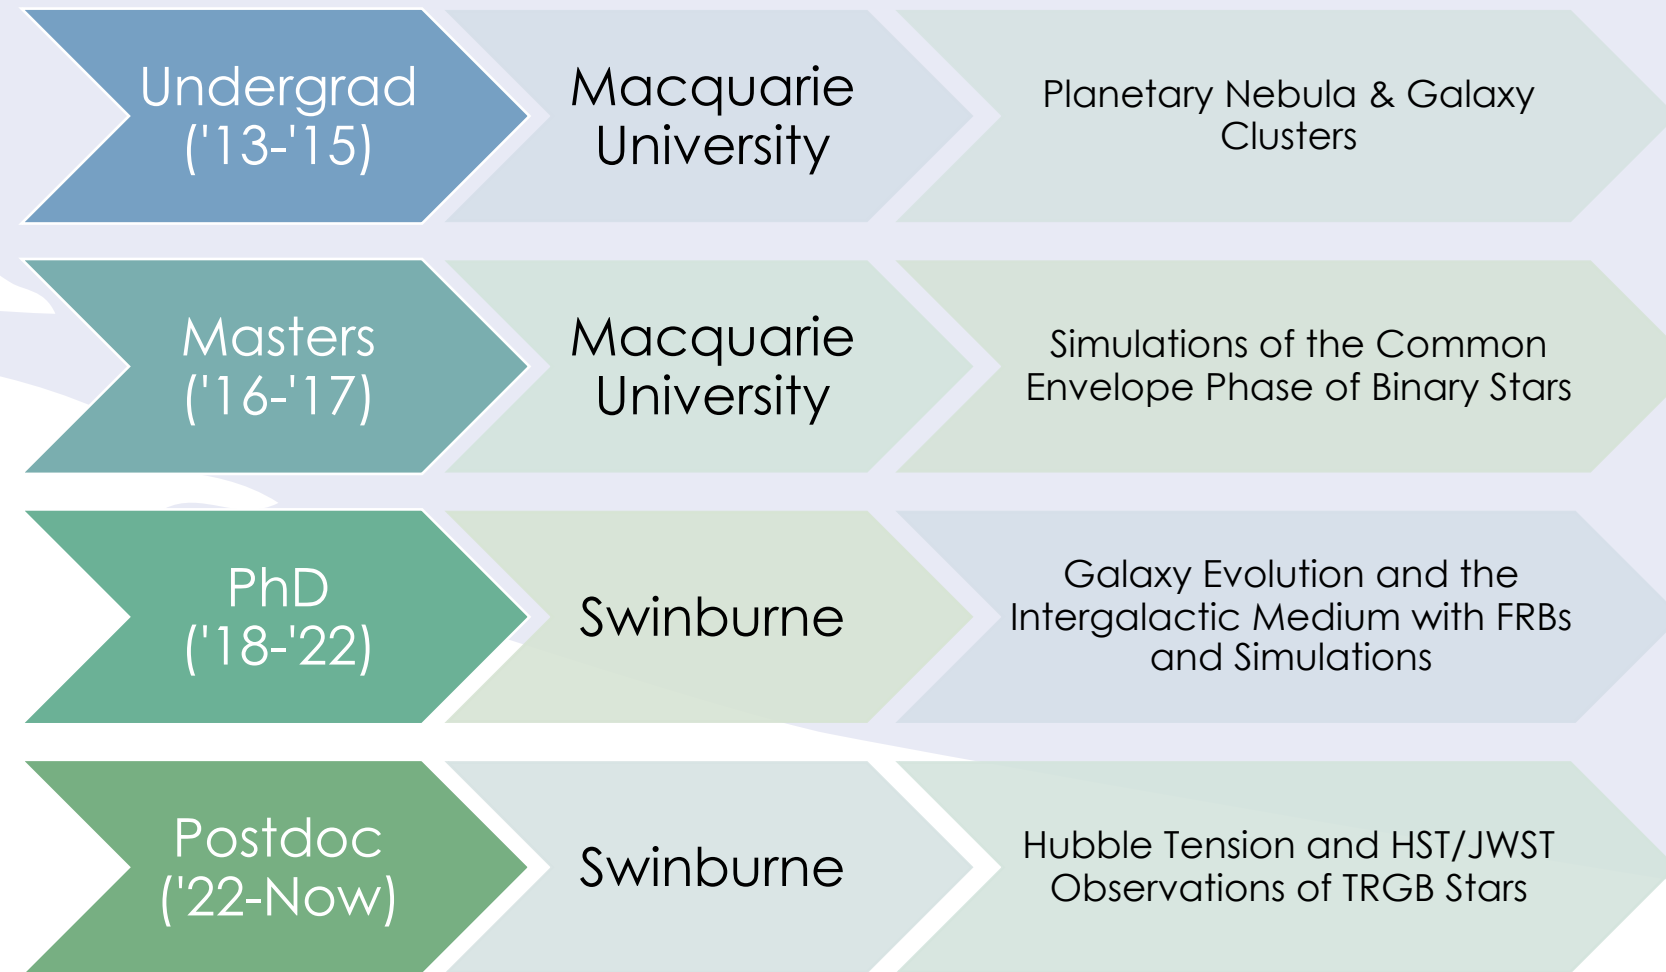 Undergrad
('13-'15)
Macquarie
University
Planetary Nebula & Galaxy
Clusters
Masters
('16-'17)
Macquarie
University
Simulations of the Common
Envelope Phase of Binary Stars
PhD
('18-'22)
Swinburne
Galaxy Evolution and the
Intergalactic Medium with FRBs
and Simulations
Postdoc
('22-Now)
Swinburne
Hubble Tension and HST/JWST
Observations of TRGB Stars